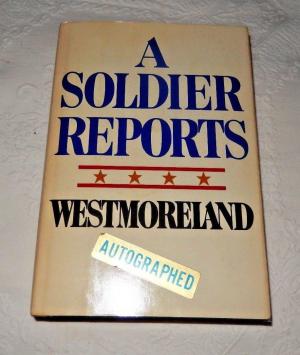 A
SOLDIER
REPORTS
WESTMORELAND
AUTOGRAPHED